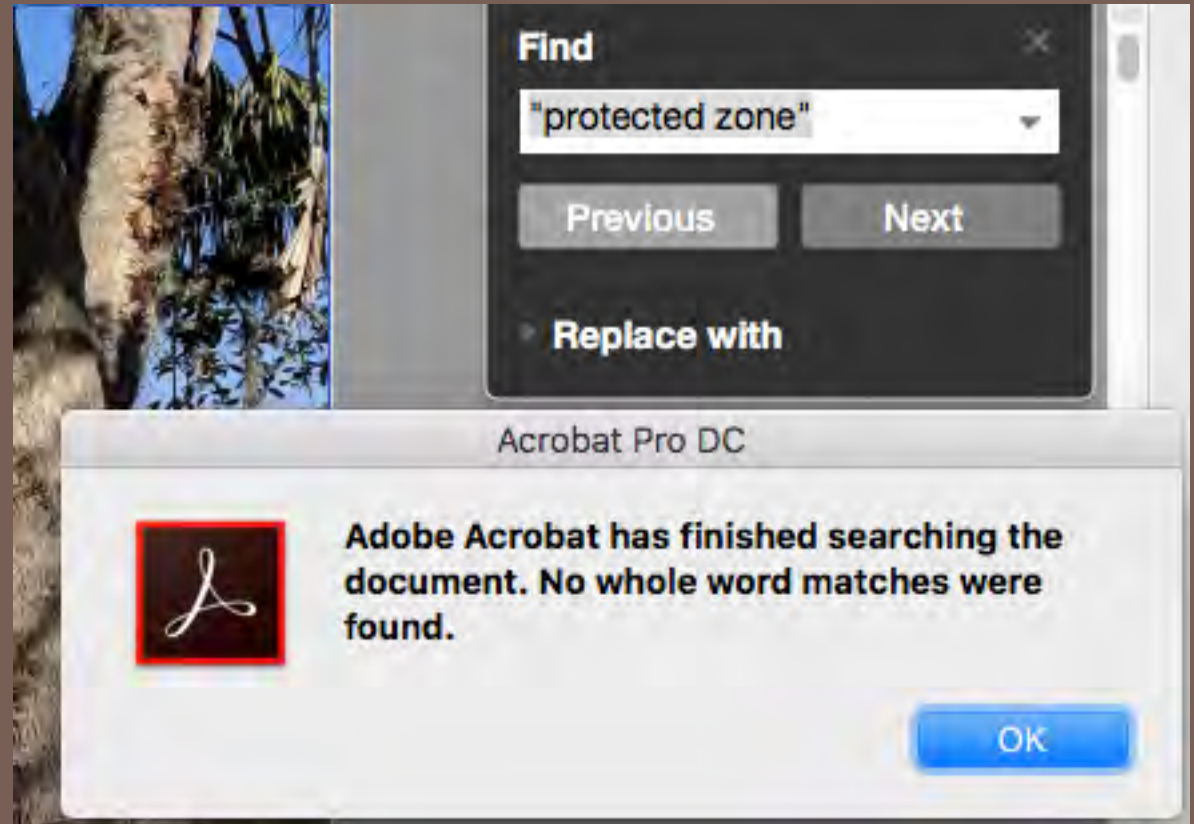 Find
"protected zone"
Previous
Next
Replace with
Acrobat Pro DC
Adobe Acrobat has finished searching the
document. No whole word matches were
found.
OK